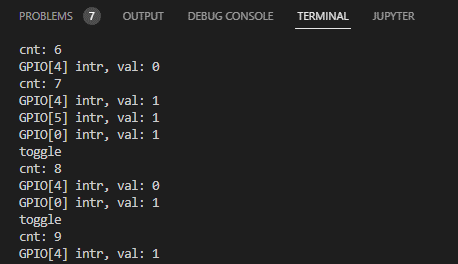 PROBLEMS 7 OUTPUT DEBUG CONSOLE TERMINAL JUPYTER
cnt: 6
GPIO[4] intr, val: 0
cnt: 7
GPIO[4] intr, val: 1
GPIO[5] intr, val: 1
GPIO[0] intr, val: 1
toggle
cnt: 8
GPIO[4] intr, val: 0
GPIO[0] intr, val: 1
toggle
cnt: 9
GPIO[4] intr, val: 1